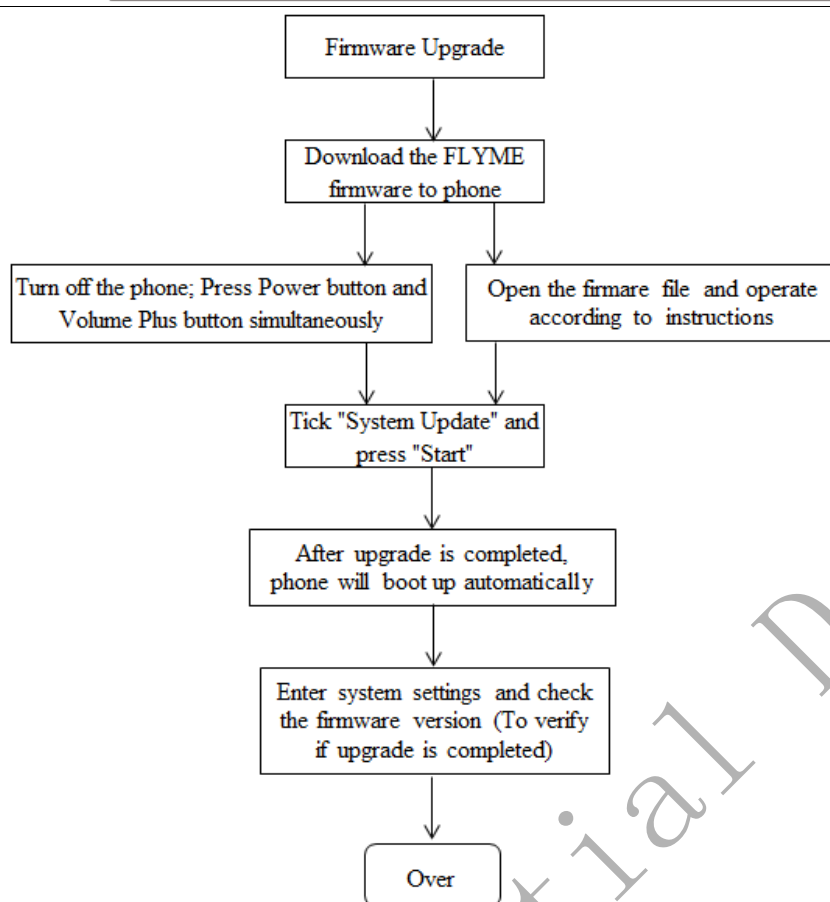 Firmware Upgrade
Download the FLYME
firmware to phone
Turn off the phone; Press Power button and
Volume Plus button simultaneously
Open the firmare file and operate
according to instructions
Tick "System Update" and
press "Start"
After upgrade is completed,
phone will boot up automatically
Enter system settings and check
the firmware version (To verify
if upgrade is completed)
Over
tial D